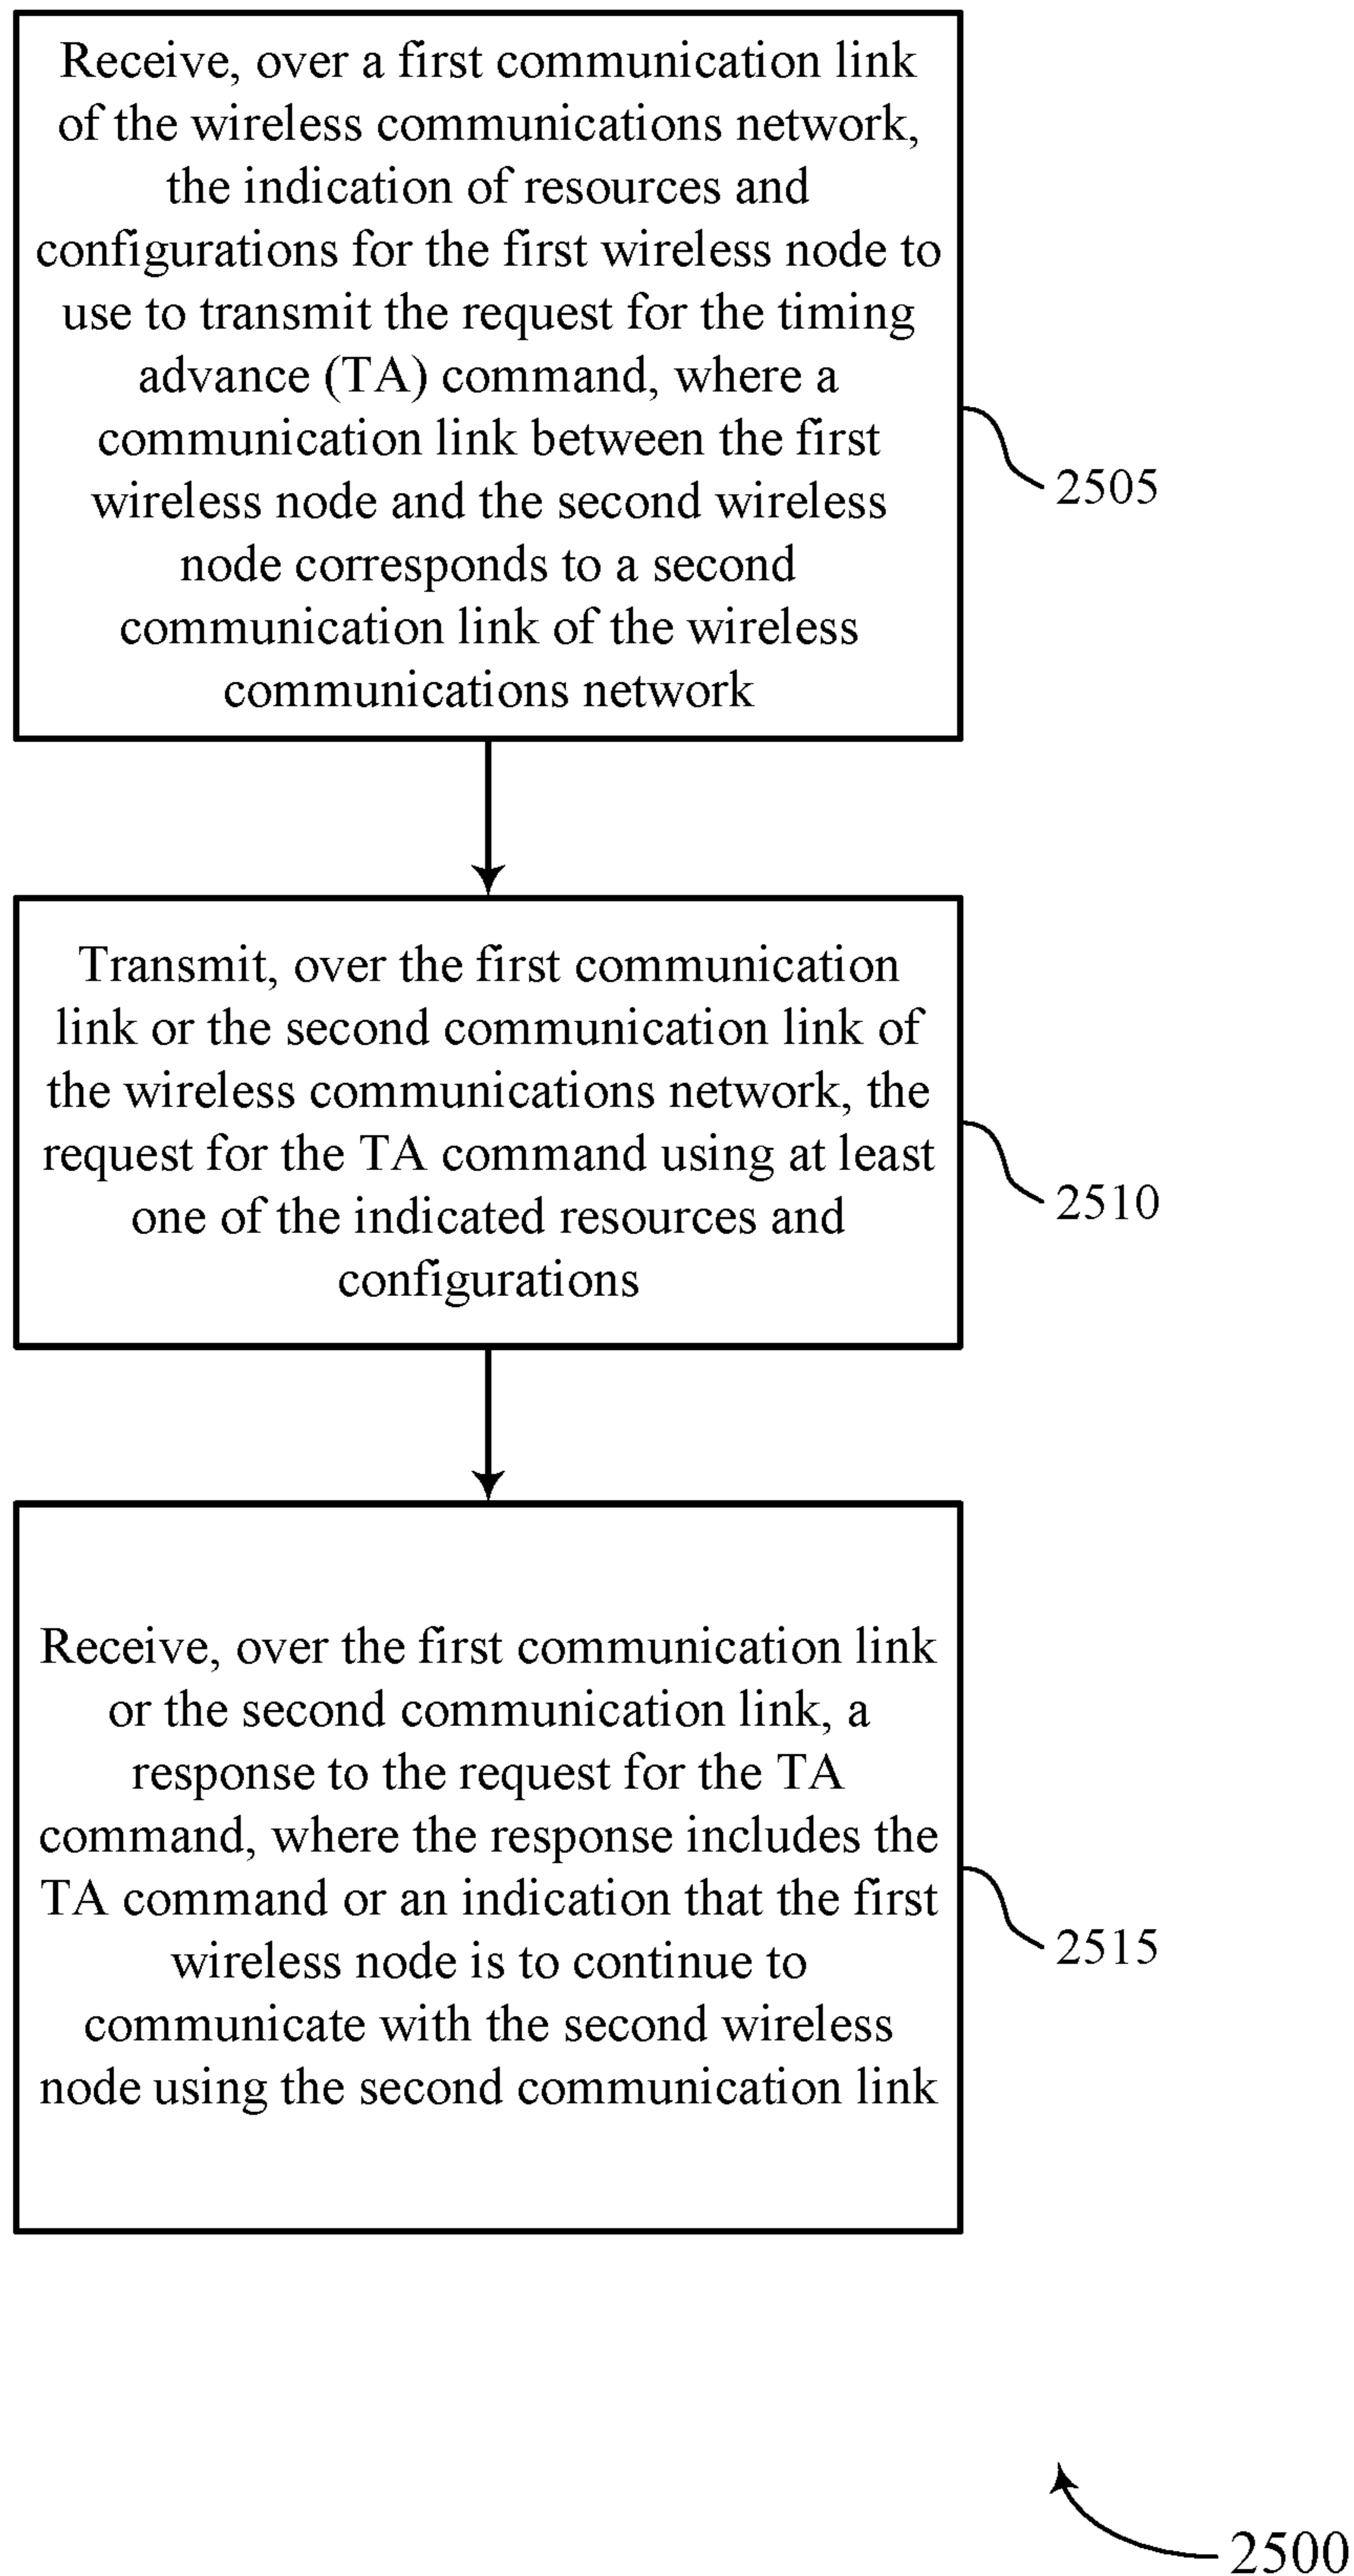 Receive, over a first communication link
of the wireless communications network,
the indication of resources and
configurations for the first wireless node to
use to transmit the request for the timing
advance (TA) command, where a
communication link between the first
wireless node and the second wireless
node corresponds to a second
communication link of the wireless
communications network
2505
Transmit, over the first communication
link or the second communication link of
the wireless communications network, the
request for the TA command using at least
one of the indicated resources and
configurations
2510
Receive, over the first communication link
or the second communication link, a
response to the request for the TA
command, where the response includes the
TA command or an indication that the first
wireless node is to continue to
communicate with the second wireless
node using the second communication link
2515
2500